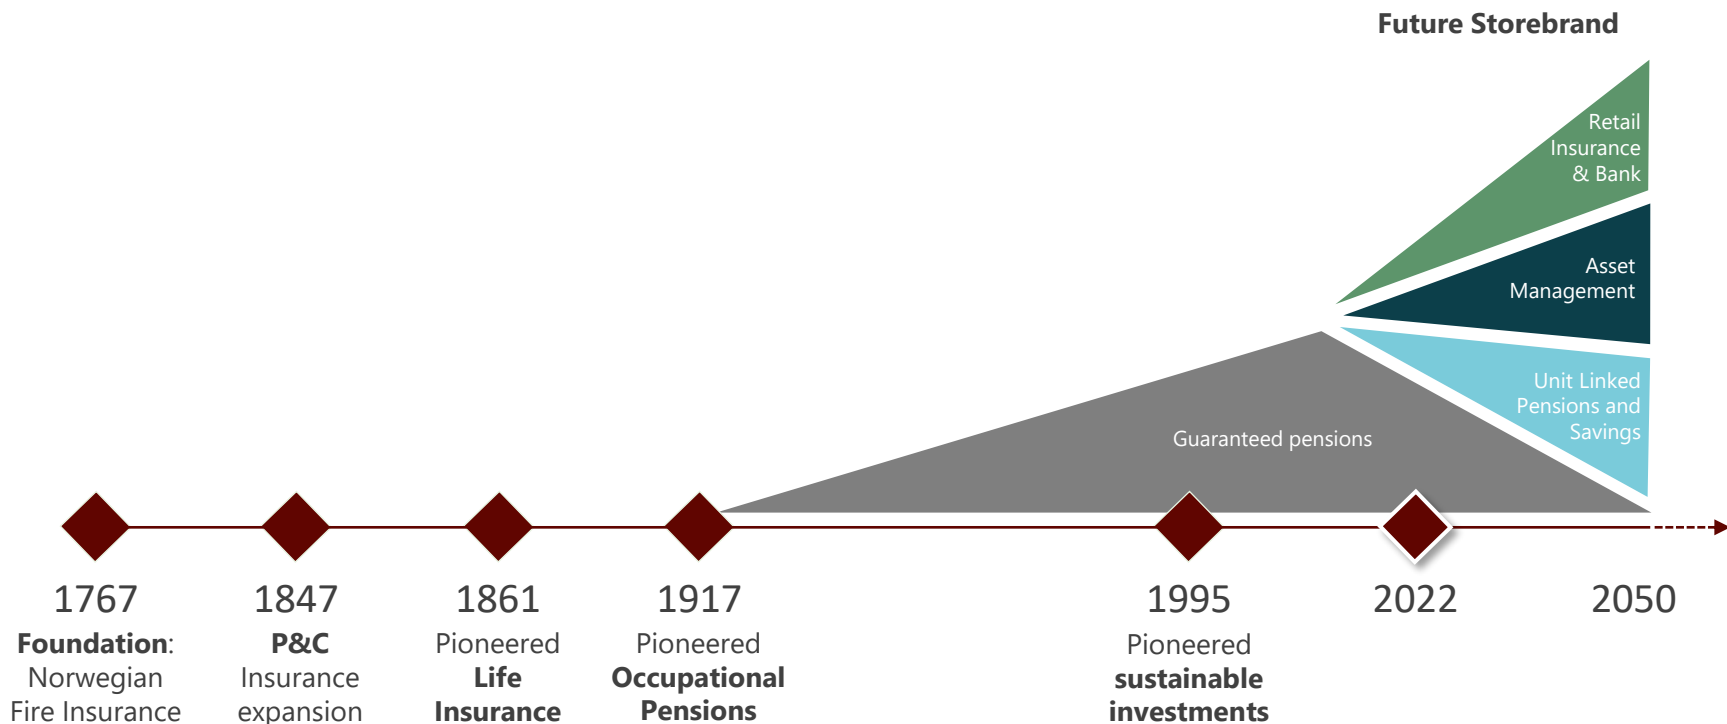 Future Storebrand
Retail
Insurance
& Bank
Asset
Management
Unit Linked
Pensions and
Savings
Guaranteed pensions
1767
Foundation:
Norwegian
Fire Insurance
1847
P&C
Insurance
expansion
1861
Pioneered
Life
Insurance
1917
Pioneered
Occupational
Pensions
1995
Pioneered
sustainable
investments
2022
2050